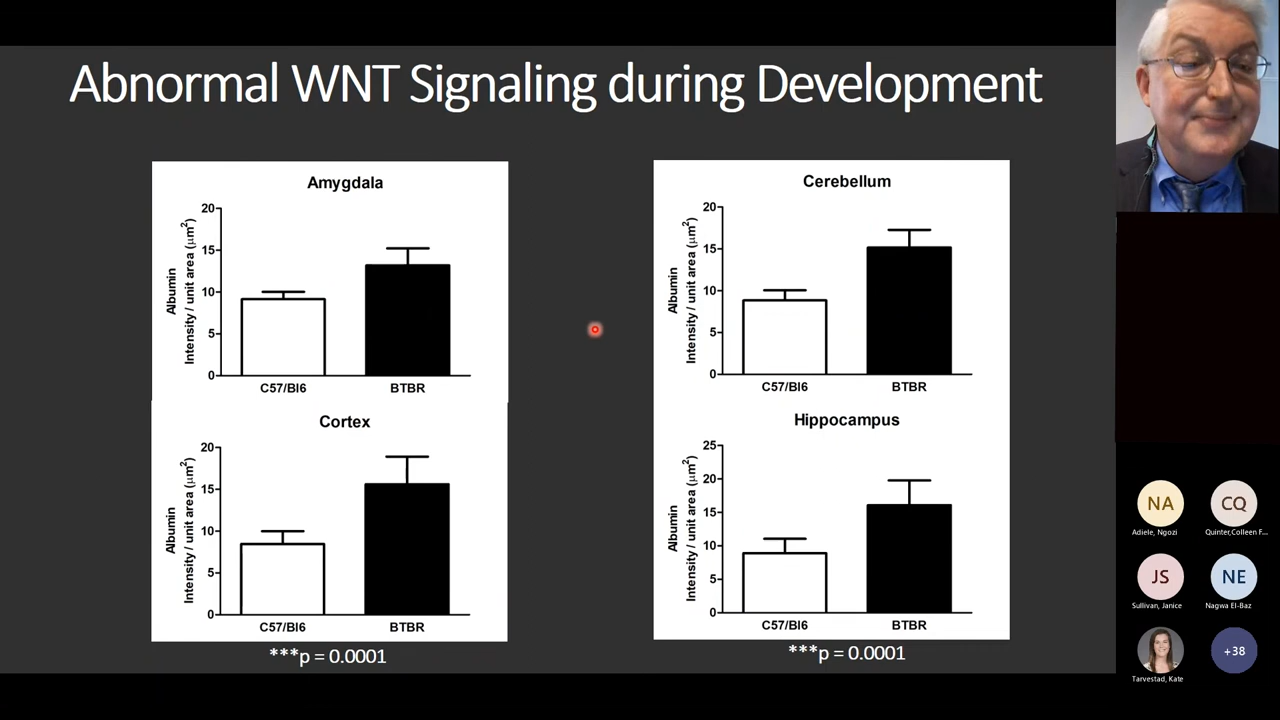 Abnormal WNT Signaling during Development
Amygdala
Albumin
Intensity / unit area (µm²)
20
15
10
5
0
C57/Bl6
BTBR
Cortex
Albumin
Intensity / unit area (µm²)
20
15
10
5
0
C57/Bl6
BTBR
***p = 0.0001
Cerebellum
Albumin
Intensity / unit area (µm²)
20
15
10
5
0
C57/Bl6
BTBR
Hippocampus
Albumin
Intensity / unit area (µm²)
25
20
15
10
5
0
C57/Bl6
BTBR
***p = 0.0001
NA
CQ
Adiele, Ngozi
Quinter,Colleen F...
JS
NE
Sullivan, Janice
Nagwa El-Baz
+38
Tarvestad, Kate